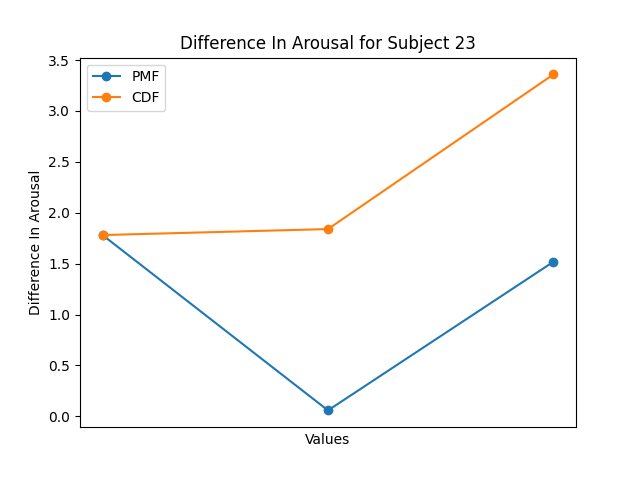 Difference In Arousal for Subject 23
PMF
CDF
3.5
3.0
2.5
2.0
1.5
1.0
0.5
0.0
Difference In Arousal
Values